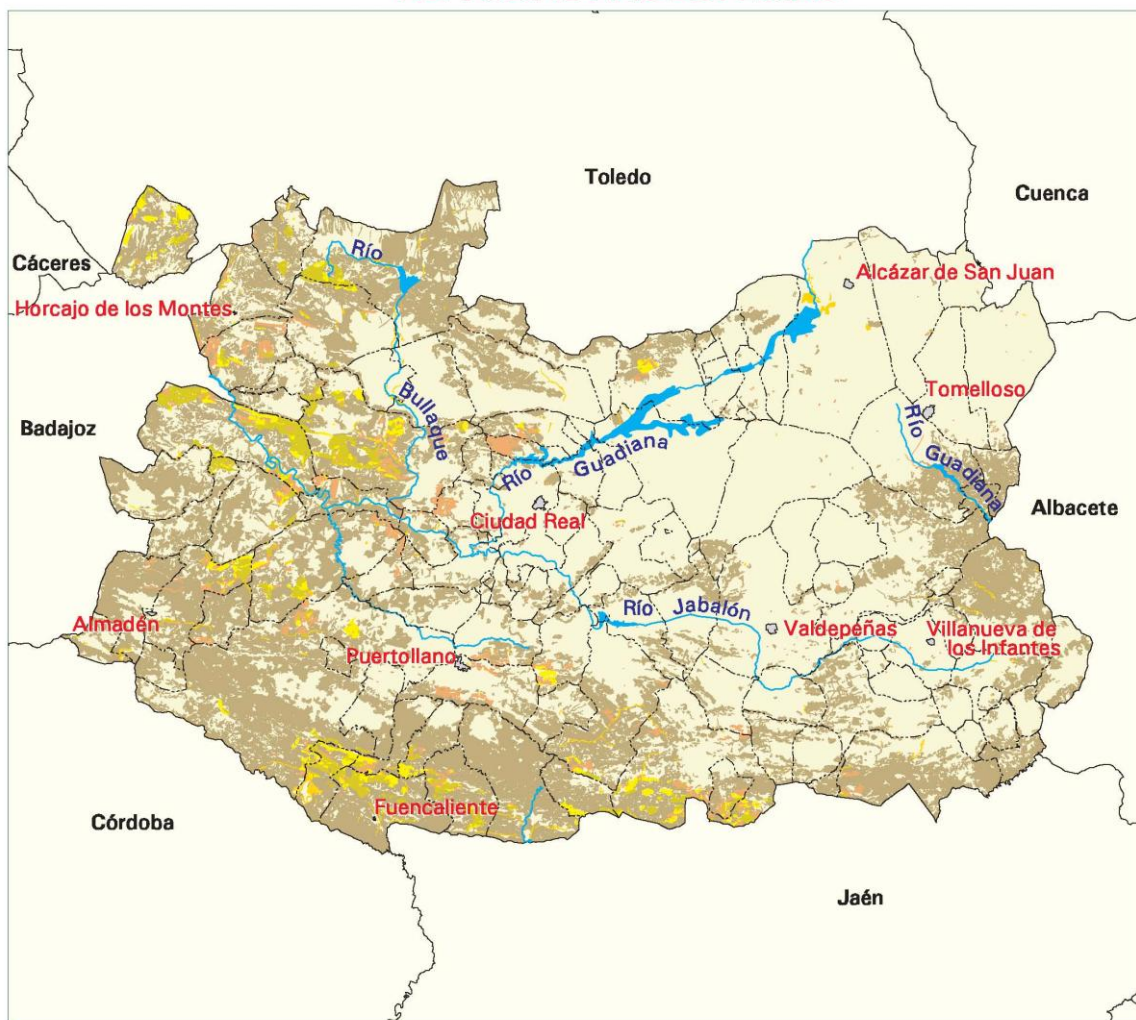 Toledo
Cuenca
Río
Alcázar de San Juan
Cáceres
Horcajo de los Montes
Bullaque
Tomelloso
Badajoz
Río Guadiana
Río Guadiana
Albacete
Ciudad Real
Río Jabalón
Almadén
Valdepeñas
Villanueva de
los Infantes
Puertollano
Fuencaliente
Córdoba
Jaén